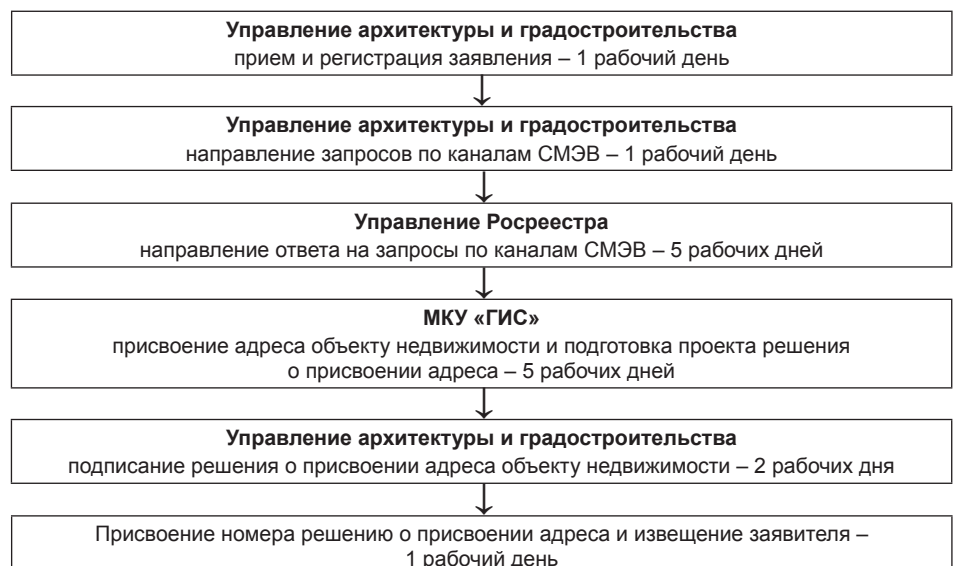 Управление архитектуры и градостроительства
прием и регистрация заявления – 1 рабочий день
Управление архитектуры и градостроительства
направление запросов по каналам СМЭВ – 1 рабочий день
Управление Росреестра
направление ответа на запросы по каналам СМЭВ – 5 рабочих дней
МКУ «ГИС»
присвоение адреса объекту недвижимости и подготовка проекта решения
о присвоении адреса – 5 рабочих дней
Управление архитектуры и градостроительства
подписание решения о присвоении адреса объекту недвижимости – 2 рабочих дня
Присвоение номера решению о присвоении адреса и извещение заявителя –
1 рабочий день